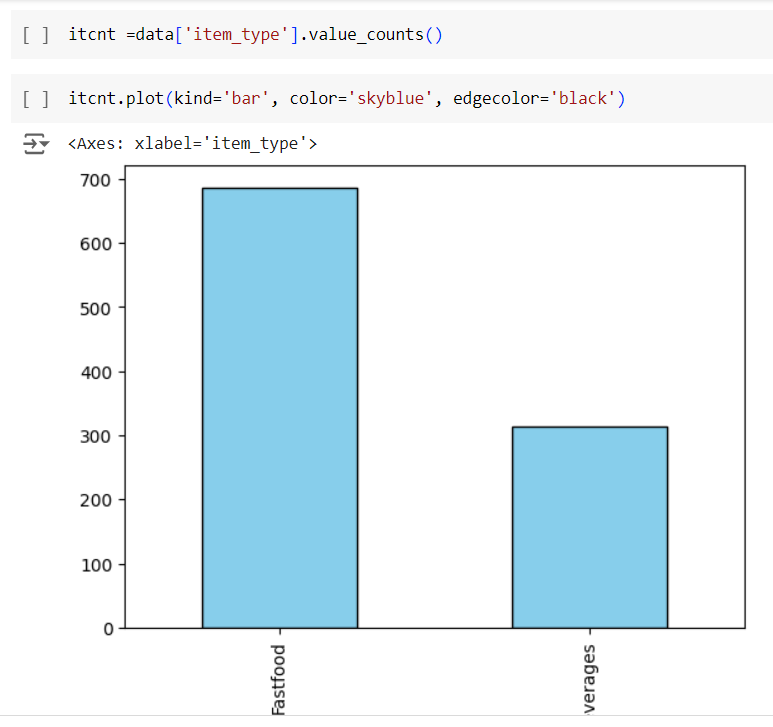 [ ] itcnt =data['item_type'].value_counts()
[ ] itcnt.plot(kind='bar', color='skyblue', edgecolor='black')
<Axes: xlabel='item_type'>
700
600
500
400
300
200
100
0
Fastfood
verages